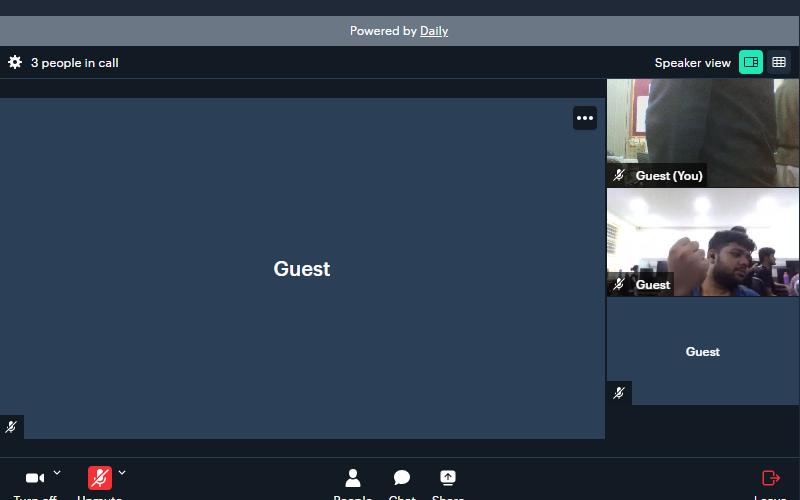 Powered by Daily
3 people in call
Speaker view
Guest (You)
Guest
Guest
Guest
Turn off
Unmute
People
Chat
Share
Leave